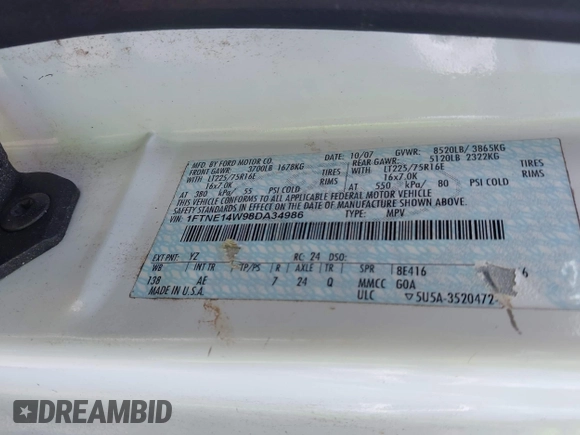 MFD. BY FORD MOTOR CO. 10/07 GVWR: 8520LB/ 3865KG
FRONT GAWR: 3700LB 1678KG REAR GAWR: 5120LB 2322KG
WITH LT225/75R16E TIRES WITH LT225/75R16E TIRES
16x7.0K RIMS 16x7.0K RIMS
AT 380 kPa/ 55 PSI COLD AT 550 kPa/ 80 PSI COLD
THIS VEHICLE CONFORMS TO ALL APPLICABLE FEDERAL MOTOR VEHICLE
SAFETY STANDARDS IN EFFECT ON THE DATE OF MANUFACTURE SHOWN ABOVE.
VIN: 1FTNE14W98DA34986 TYPE: MPV
EXT PNT: YZ RC: 24 DSO:
WB INT TR TP/PS R AXLE TR SPR 8E416 6
138 AE 7 24 Q MMCC GOA
MADE IN U.S.A. ULC ▽5U5A-3520472-
DREAMBID